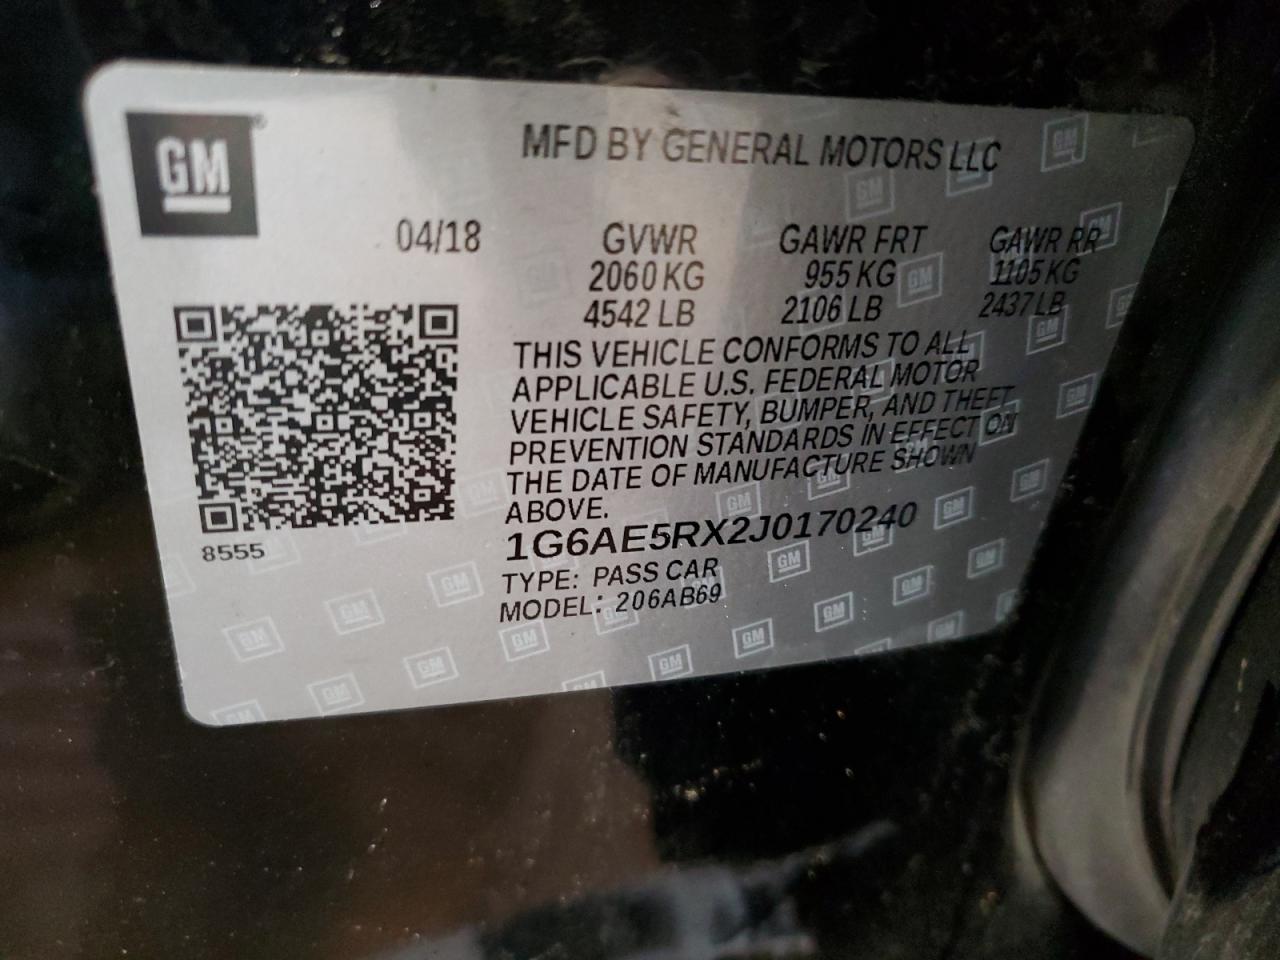 GM
MFD BY GENERAL MOTORS LLC
04/18 GVWR GAWR FRT GAWR RR
2060 KG 955 KG 1105 KG
4542 LB 2106 LB 2437 LB
THIS VEHICLE CONFORMS TO ALL
APPLICABLE U.S. FEDERAL MOTOR
VEHICLE SAFETY, BUMPER, AND THEFT
PREVENTION STANDARDS IN EFFECT ON
THE DATE OF MANUFACTURE SHOWN
ABOVE.
8555
1G6AE5RX2J0170240
TYPE: PASS CAR
MODEL: 206AB69